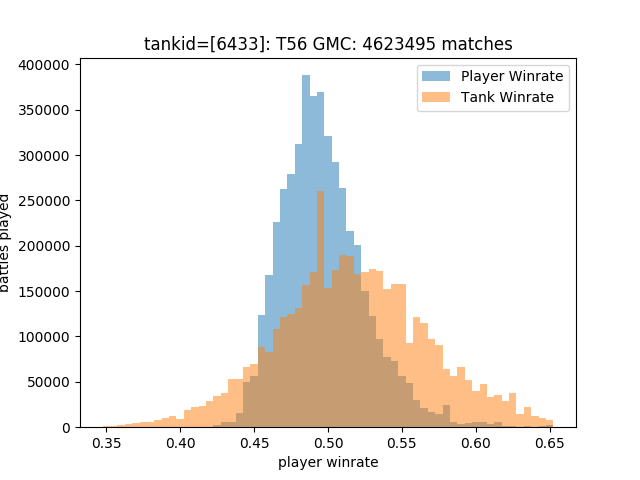 tankid=[6433]: T56 GMC: 4623495 matches
Player Winrate
Tank Winrate
400000
350000
300000
250000
200000
150000
100000
50000
0
battles played
0.35 0.40 0.45 0.50 0.55 0.60 0.65
player winrate